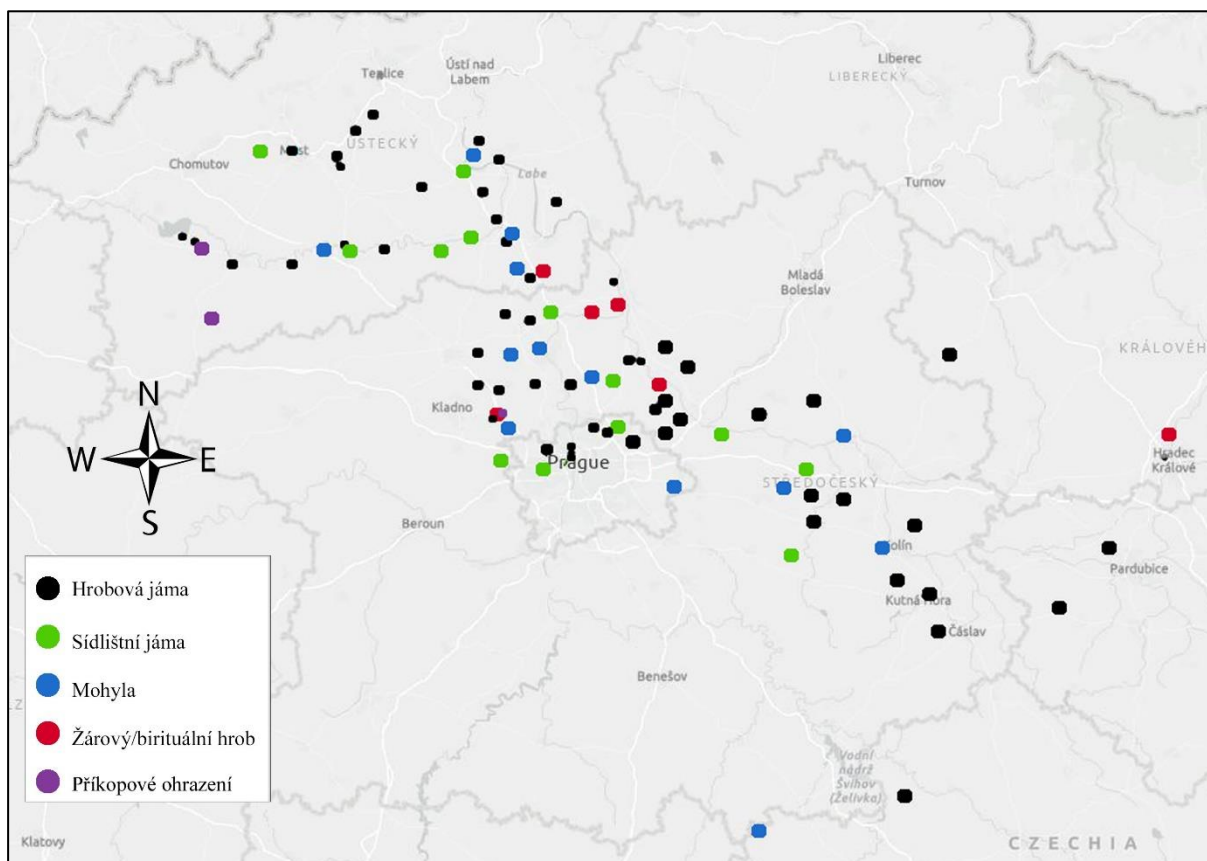 Liberec
LIBERECKÝ
Ústí nad
Labem
Teplice
ÚSTECKÝ
Most
Chomutov
Labe
Turnov
Mladá
Boleslav
KRÁLOVÉH
Kladno
N
W
E
S
Prague
Hradec
Králové
STŘEDOČESKÝ
Beroun
Kolín
Pardubice
Kutná Hora
Čáslav
Benešov
Vodní
nádrž
Švihov
(Želivka)
Klatovy
CZECHIA
Hrobová jáma
Sídlištní jáma
Mohyla
Žárový/birituální hrob
Příkopové ohrazení